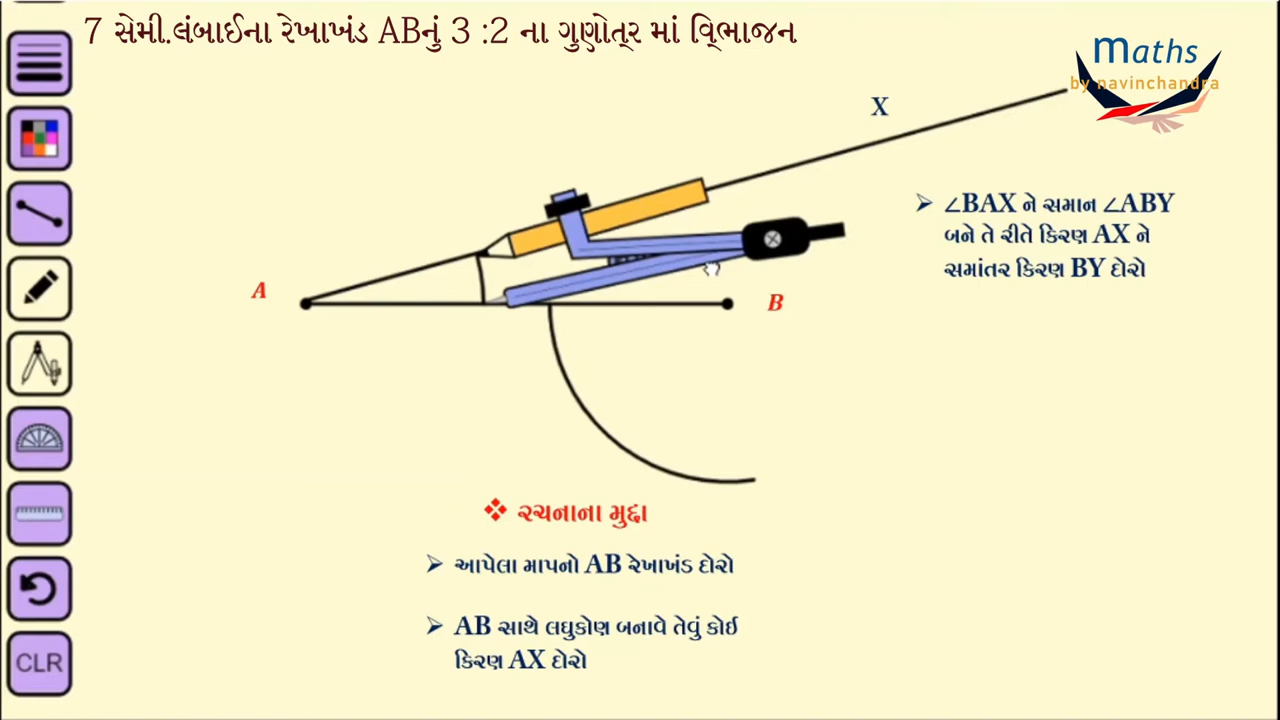 7 સેમી.લંબાઈના રેખાખંડ ABનું 3 :2 ના ગુણોત્ર માં વિ્ભાજન
Maths
by navinchandra
X
➢ ∠BAX ને સમાન ∠ABY
બને તે રીતે કિરણ AX ને
સમાંતર કિરણ BY દોરો
A
B
❖ રચનાના મુદ્દા
➢ આપેલા માપનો AB રેખાખંડ દોરો
➢ AB સાથે લઘુકોણ બનાવે તેવું કોઈ
કિરણ AX દોરો
CLR